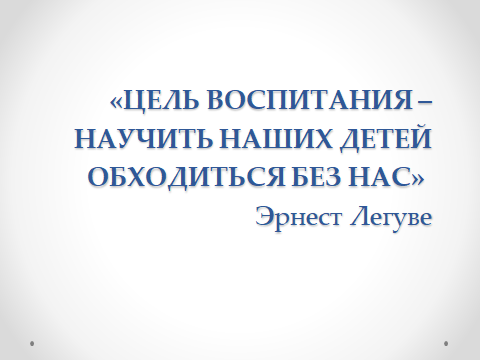 «ЦЕЛЬ ВОСПИТАНИЯ –
НАУЧИТЬ НАШИХ ДЕТЕЙ
ОБХОДИТЬСЯ БЕЗ НАС»
Эрнест Легуве